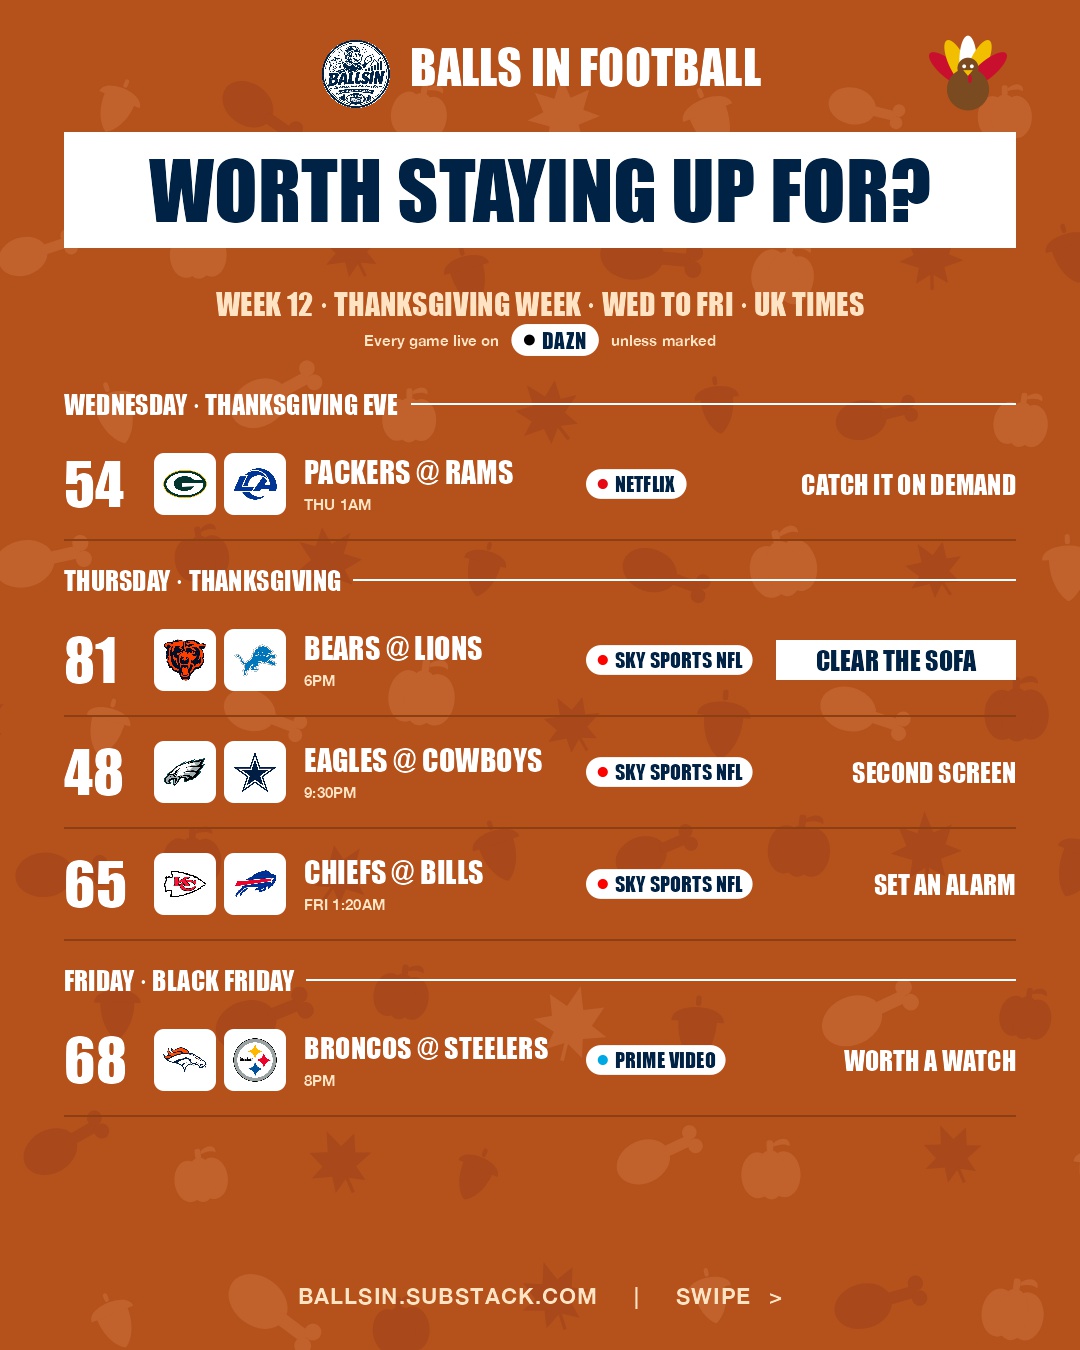 BALLSIN
BALLS IN FOOTBALL
WORTH STAYING UP FOR?
WEEK 12 · THANKSGIVING WEEK · WED TO FRI · UK TIMES
Every game live on DAZN unless marked
WEDNESDAY · THANKSGIVING EVE
54 PACKERS @ RAMS NETFLIX CATCH IT ON DEMAND
THU 1AM
THURSDAY · THANKSGIVING
81 BEARS @ LIONS SKY SPORTS NFL CLEAR THE SOFA
6PM
48 EAGLES @ COWBOYS SKY SPORTS NFL SECOND SCREEN
9:30PM
65 CHIEFS @ BILLS SKY SPORTS NFL SET AN ALARM
FRI 1:20AM
FRIDAY · BLACK FRIDAY
68 BRONCOS @ STEELERS PRIME VIDEO WORTH A WATCH
8PM
BALLSIN.SUBSTACK.COM | SWIPE >